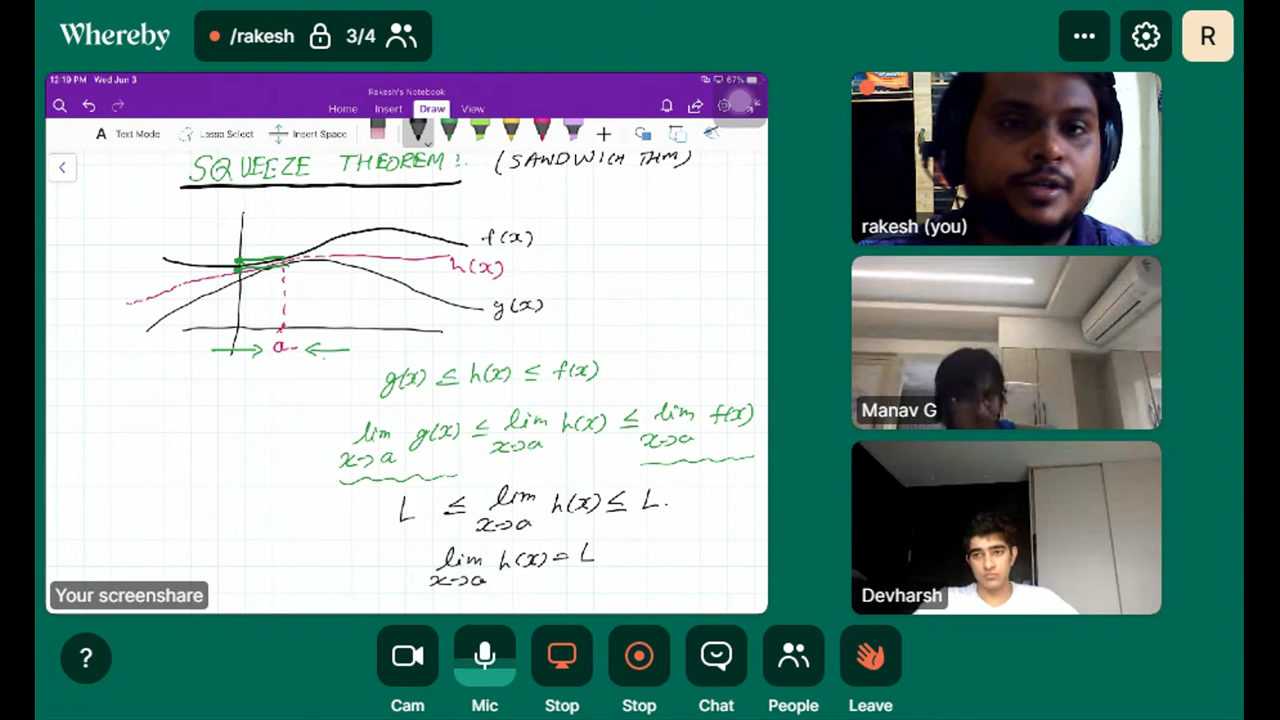 Whereby
/rakesh 3/4
R
12:19 PM Wed Jun 3
67%
Rakesh's Notebook
Home Insert Draw View
A Text Mode Lasso Select Insert Space
SQUEEZE THEOREM: (SANDWICH THM)
f(x)
h(x)
g(x)
a
g(x) ≤ h(x) ≤ f(x)
lim x→a g(x) ≤ lim x→a h(x) ≤ lim x→a f(x)
L ≤ lim x→a h(x) ≤ L.
lim x→a h(x) = L
Your screenshare
rakesh (you)
Manav G
Devharsh
?
Cam Mic Stop Stop Chat People Leave